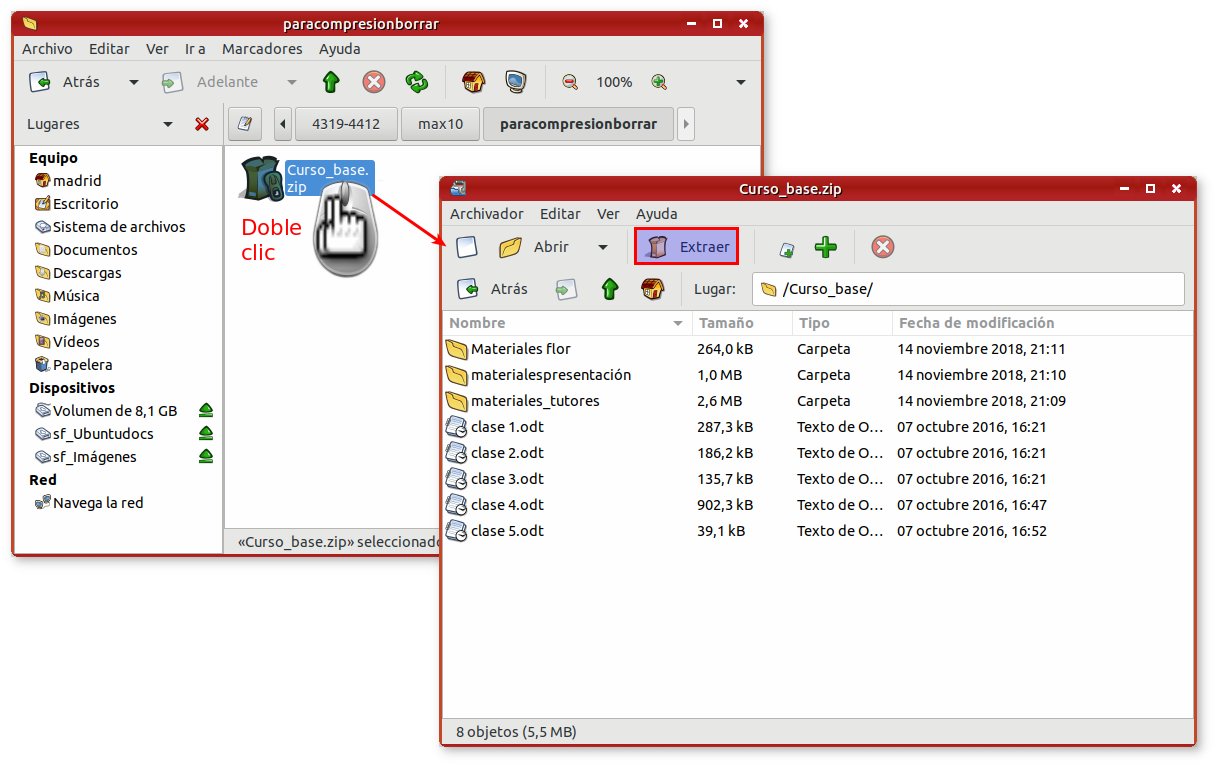 paracompresionborrar
Archivo Editar Ver Ir a Marcadores Ayuda
Atrás Adelante 100%
Lugares 4319-4412 max10 paracompresionborrar
Equipo
madrid
Escritorio
Sistema de archivos
Documentos
Descargas
Música
Imágenes
Vídeos
Papelera
Dispositivos
Volumen de 8,1 GB
sf_Ubuntudocs
sf_Imágenes
Red
Navega la red
Curso_base.
zip
Doble
clic
«Curso_base.zip» seleccionado
Curso_base.zip
Archivador Editar Ver Ayuda
Abrir Extraer
Atrás Lugar: /Curso_base/
Nombre Tamaño Tipo Fecha de modificación
Materiales flor 264,0 kB Carpeta 14 noviembre 2018, 21:11
materialespresentación 1,0 MB Carpeta 14 noviembre 2018, 21:10
materiales_tutores 2,6 MB Carpeta 14 noviembre 2018, 21:09
clase 1.odt 287,3 kB Texto de O... 07 octubre 2016, 16:21
clase 2.odt 186,2 kB Texto de O... 07 octubre 2016, 16:21
clase 3.odt 135,7 kB Texto de O... 07 octubre 2016, 16:21
clase 4.odt 902,3 kB Texto de O... 07 octubre 2016, 16:47
clase 5.odt 39,1 kB Texto de O... 07 octubre 2016, 16:52
8 objetos (5,5 MB)